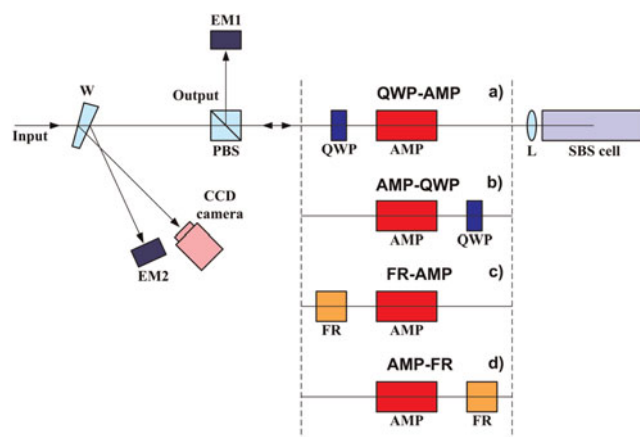 EM1
W
QWP-AMP
a)
Output
Input
PBS
QWP
AMP
L
SBS cell
AMP-QWP
b)
CCD
camera
AMP
QWP
EM2
FR-AMP
c)
FR
AMP
AMP-FR
d)
AMP
FR